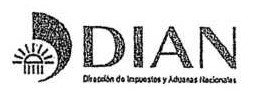 DIAN
Dirección de Impuestos y Aduanas Nacionales